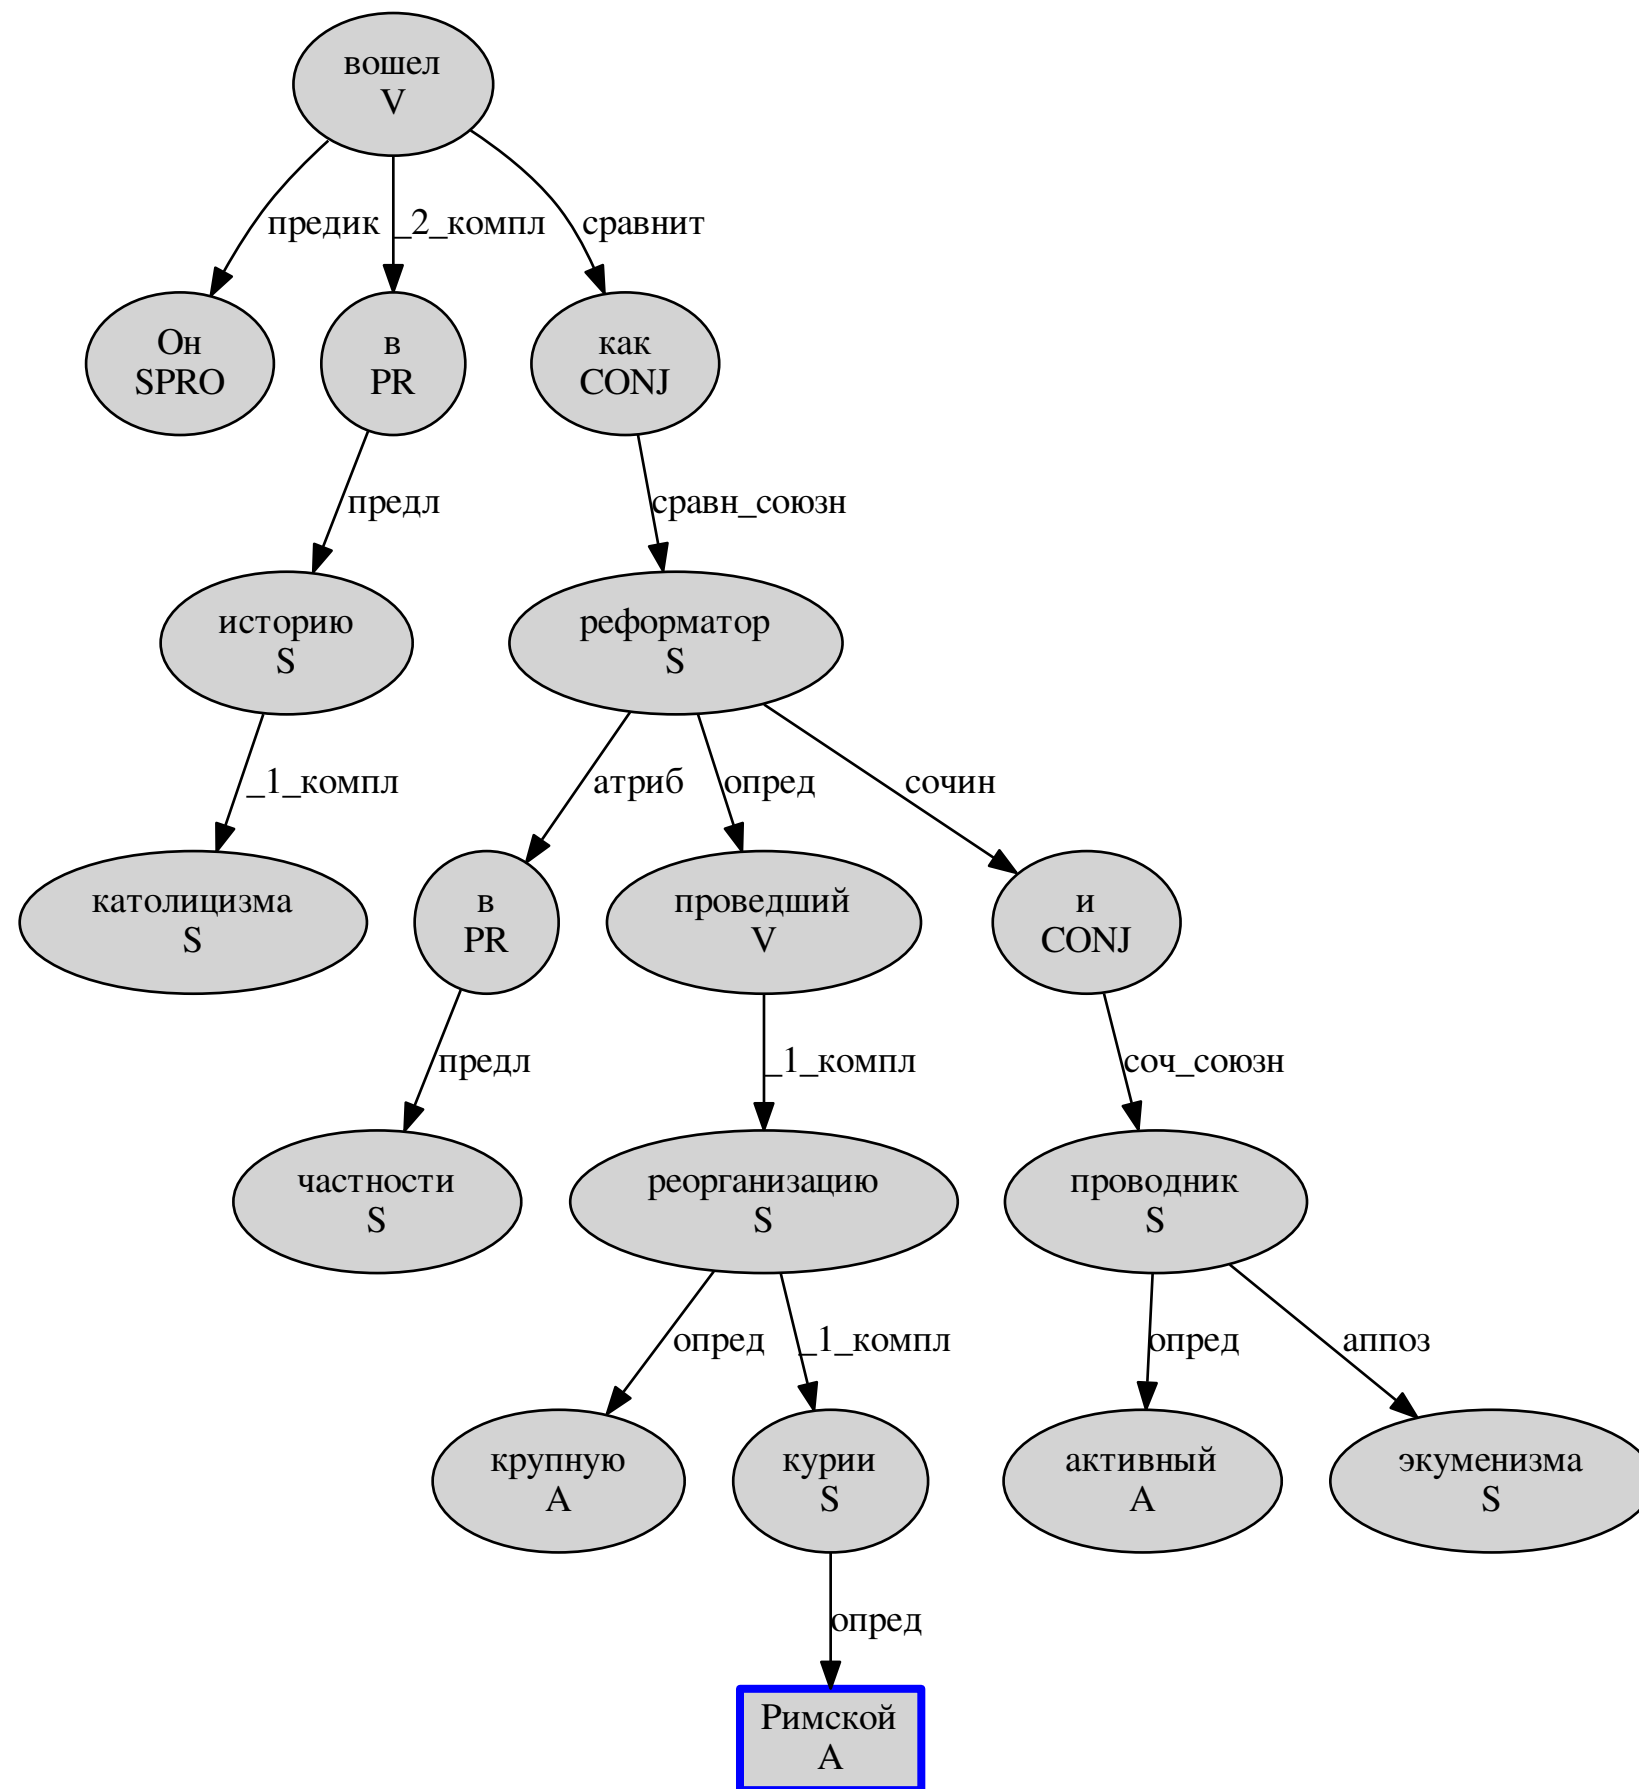 вошел
V
предик _2_компл сравнит
Он
SPRO
в
PR
как
CONJ
предл сравн_союзн
историю
S
реформатор
S
_1_компл атриб опред сочин
католицизма
S
в
PR
проведший
V
и
CONJ
предл _1_компл соч_союзн
частности
S
реорганизацию
S
проводник
S
опред _1_компл опред аппоз
крупную
A
курии
S
активный
A
экуменизма
S
опред
Римской
A